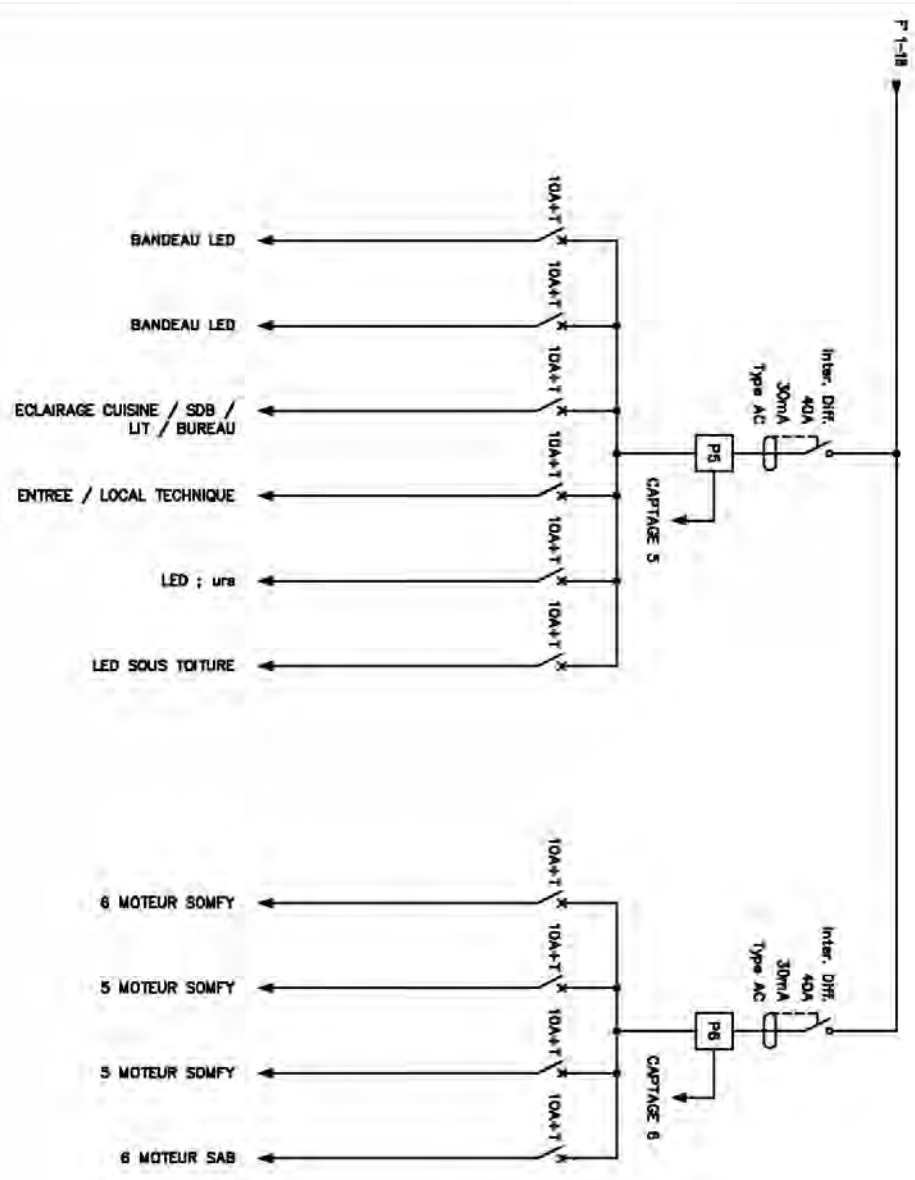 F 1-18
Inter. Diff.
40A
30mA
Type AC
P5
CAPTAGE 5
10A+T
BANDEAU LED
10A+T
BANDEAU LED
10A+T
ECLAIRAGE CUISINE / SDB /
LIT / BUREAU
10A+T
ENTREE / LOCAL TECHNIQUE
10A+T
LED ; urs
10A+T
LED SOUS TOITURE
Inter. Diff.
40A
30mA
Type AC
P6
CAPTAGE 6
10A+T
6 MOTEUR SOMFY
10A+T
5 MOTEUR SOMFY
10A+T
5 MOTEUR SOMFY
10A+T
6 MOTEUR SAB